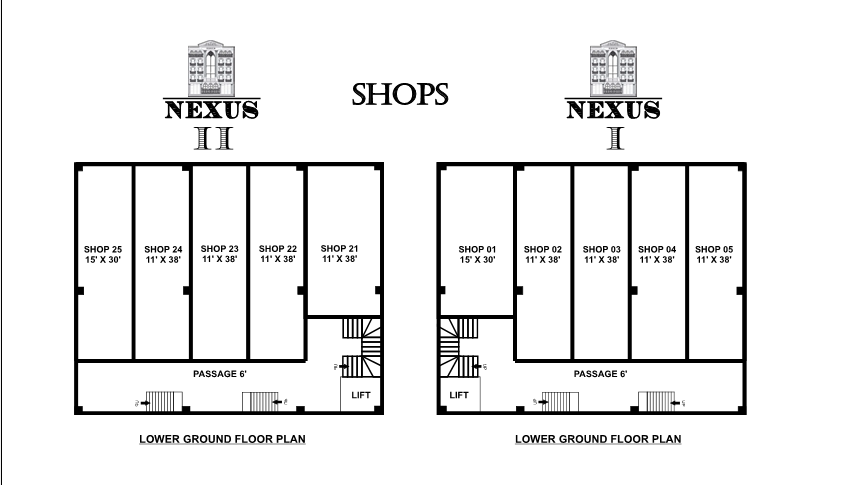 NEXUS
II
SHOPS
NEXUS
I
SHOP 25
15' X 30'
SHOP 24
11' X 38'
SHOP 23
11' X 38'
SHOP 22
11' X 38'
SHOP 21
11' X 38'
PASSAGE 6'
LIFT
LOWER GROUND FLOOR PLAN
SHOP 01
15' X 30'
SHOP 02
11' X 38'
SHOP 03
11' X 38'
SHOP 04
11' X 38'
SHOP 05
11' X 38'
PASSAGE 6'
LIFT
LOWER GROUND FLOOR PLAN